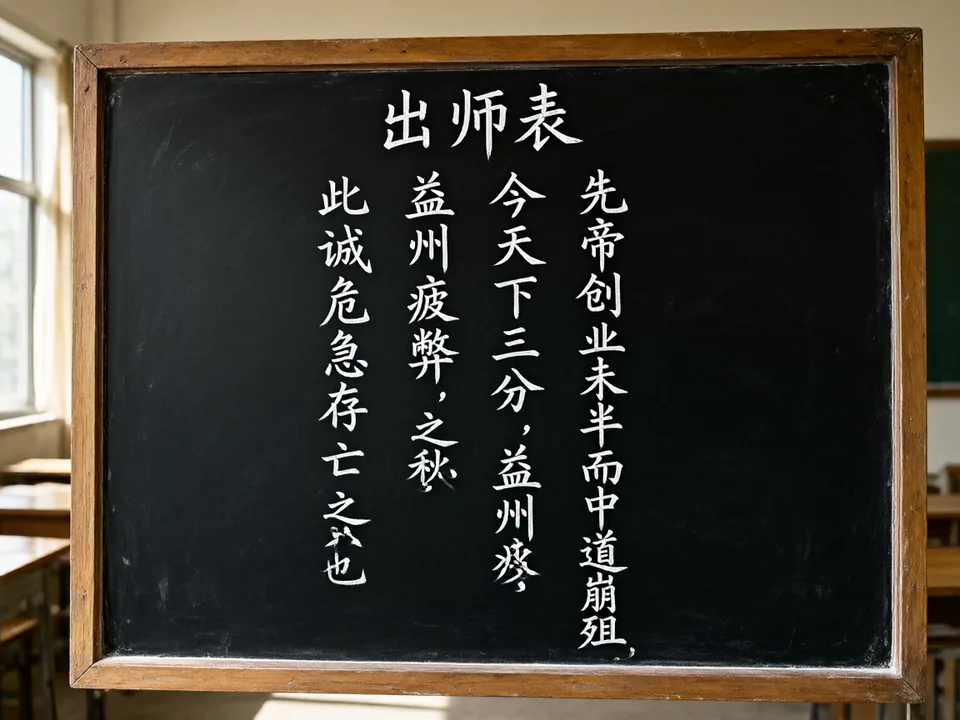 出师表
先帝创业未半而中道崩殂,
今天下三分,益州
益州疲弊,之秋,
此诚危急存亡之也